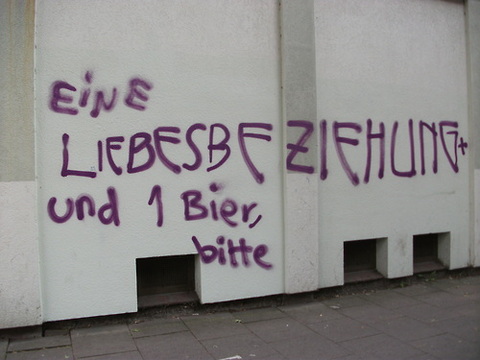 EiNE
LiEBESBEZIEHUNG+
und 1 Bier,
bitte